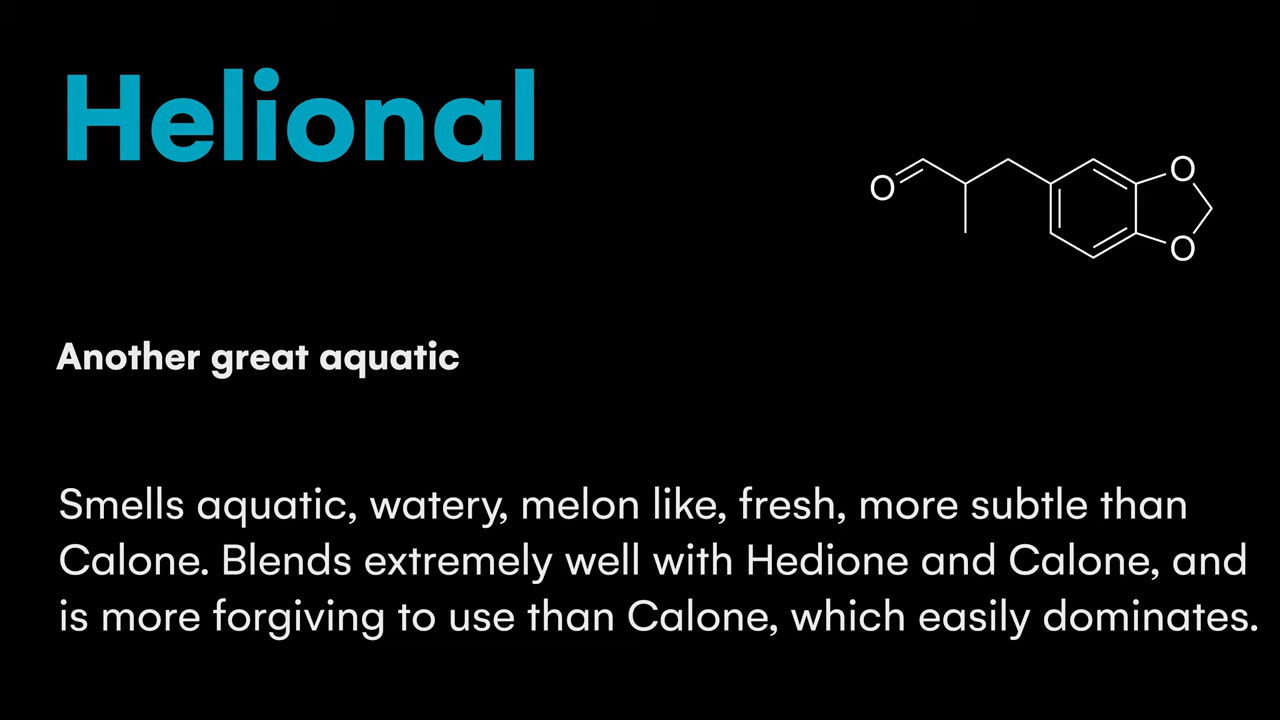 Helional
O
O
O
Another great aquatic
Smells aquatic, watery, melon like, fresh, more subtle than
Calone. Blends extremely well with Hedione and Calone, and
is more forgiving to use than Calone, which easily dominates.